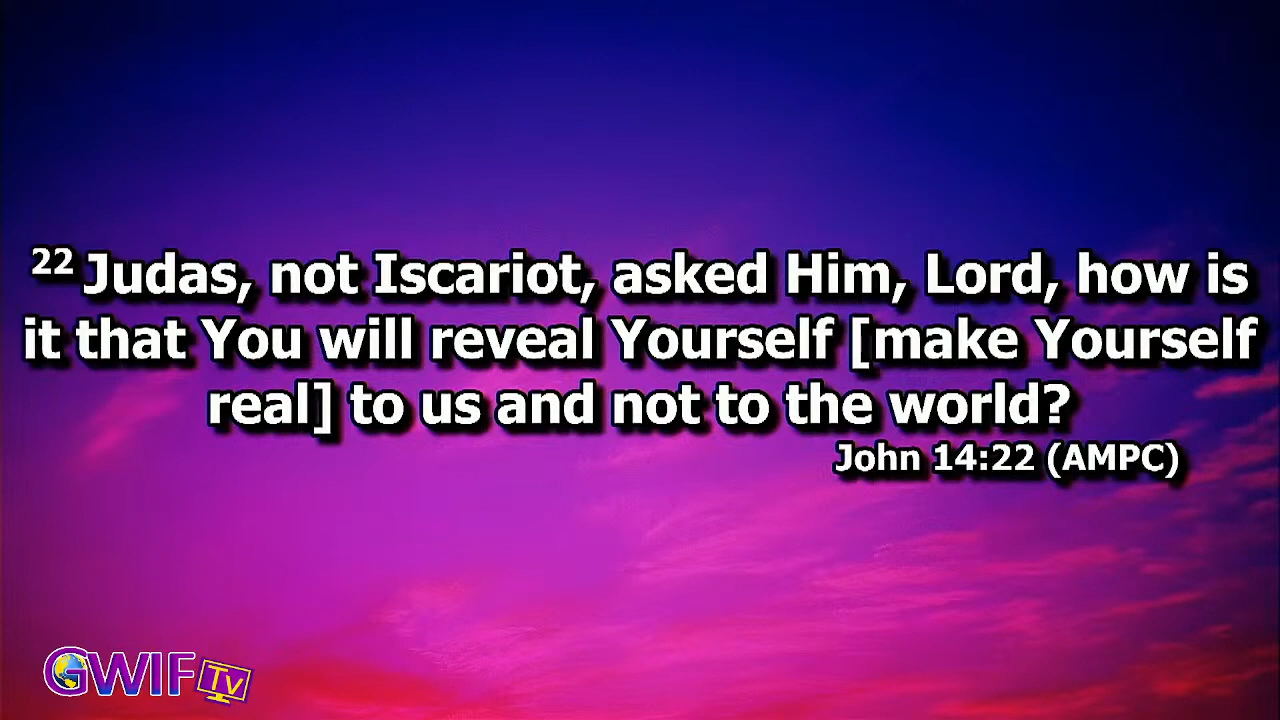 22 Judas, not Iscariot, asked Him, Lord, how is
it that You will reveal Yourself [make Yourself
real] to us and not to the world?
John 14:22 (AMPC)
GWIF TV